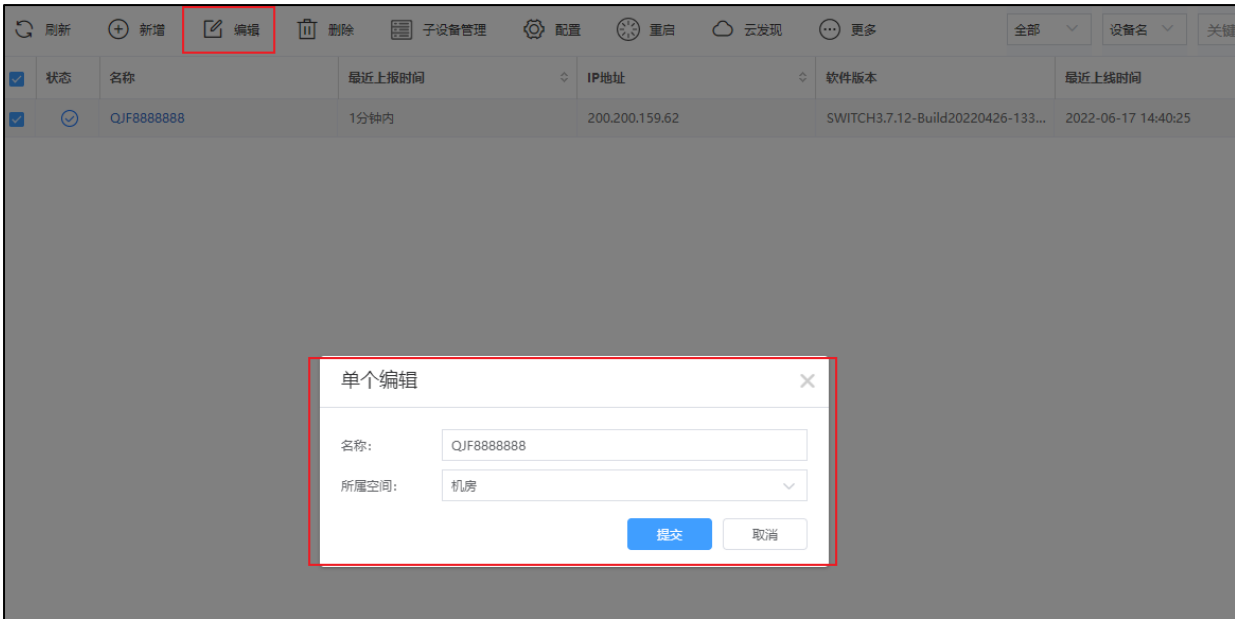 刷新 新增 编辑 删除 子设备管理 配置 重启 云发现 更多 全部 设备名 关键
状态 名称 最近上报时间 IP地址 软件版本 最近上线时间
QJF8888888 1分钟内 200.200.159.62 SWITCH3.7.12-Build20220426-133... 2022-06-17 14:40:25
单个编辑
名称: QJF8888888
所属空间: 机房
提交 取消